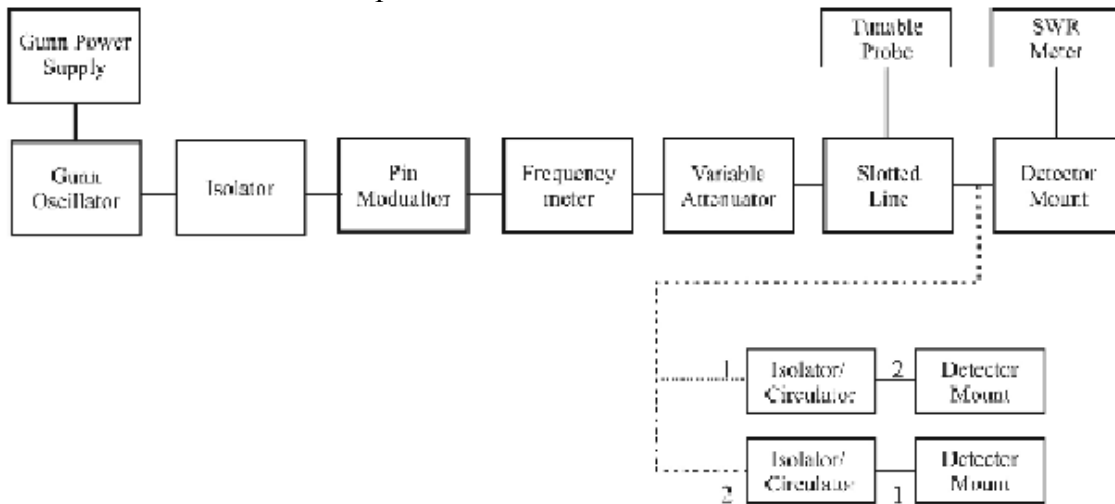 Gunn Power
Supply
Tunable
Probe
SWR
Meter
Gunn
Oscillator
Isolator
Pin
Modualtor
Frequency
meter
Variable
Attenuator
Slotted
Line
Detector
Mount
1
Isolator/
Circulator
2
Detector
Mount
2
Isolator/
Circulator
1
Detector
Mount